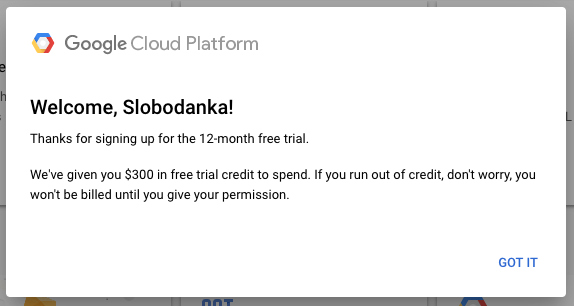 Google Cloud Platform
Welcome, Slobodanka!
Thanks for signing up for the 12-month free trial.
We've given you $300 in free trial credit to spend. If you run out of credit, don't worry, you
won't be billed until you give your permission.
GOT IT